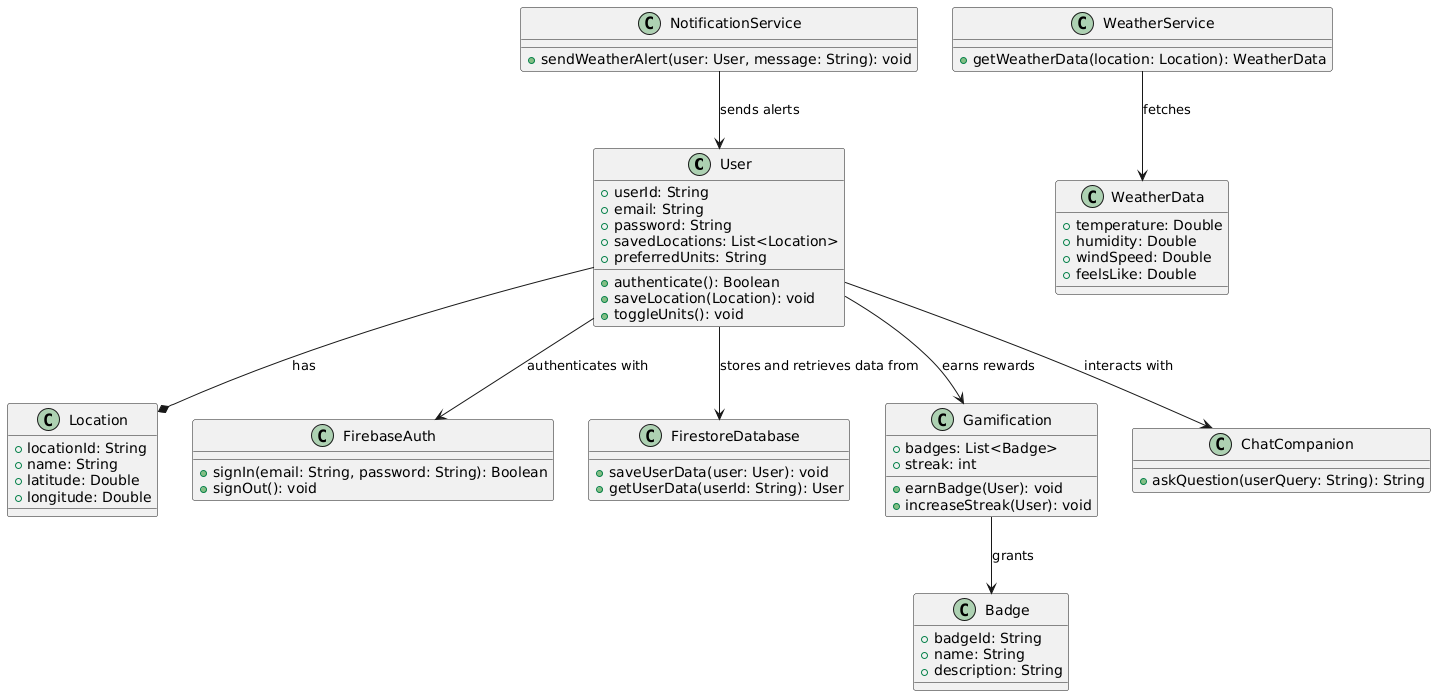 C NotificationService
sendWeatherAlert(user: User, message: String): void
C WeatherService
getWeatherData(location: Location): WeatherData
sends alerts
fetches
C User
userId: String
email: String
password: String
savedLocations: List<Location>
preferredUnits: String
authenticate(): Boolean
saveLocation(Location): void
toggleUnits(): void
C WeatherData
temperature: Double
humidity: Double
windSpeed: Double
feelsLike: Double
has
authenticates with
stores and retrieves data from
earns rewards
interacts with
C Location
locationId: String
name: String
latitude: Double
longitude: Double
C FirebaseAuth
signIn(email: String, password: String): Boolean
signOut(): void
C FirestoreDatabase
saveUserData(user: User): void
getUserData(userId: String): User
C Gamification
badges: List<Badge>
streak: int
earnBadge(User): void
increaseStreak(User): void
C ChatCompanion
askQuestion(userQuery: String): String
grants
C Badge
badgeId: String
name: String
description: String